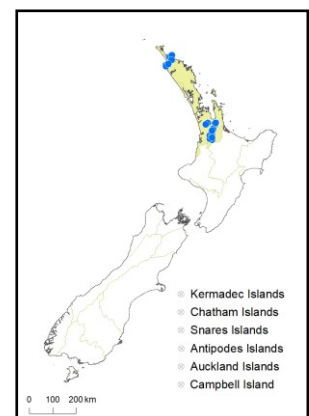 Kermadec Islands
Chatham Islands
Snares Islands
Antipodes Islands
Auckland Islands
Campbell Island
0 100 200 km